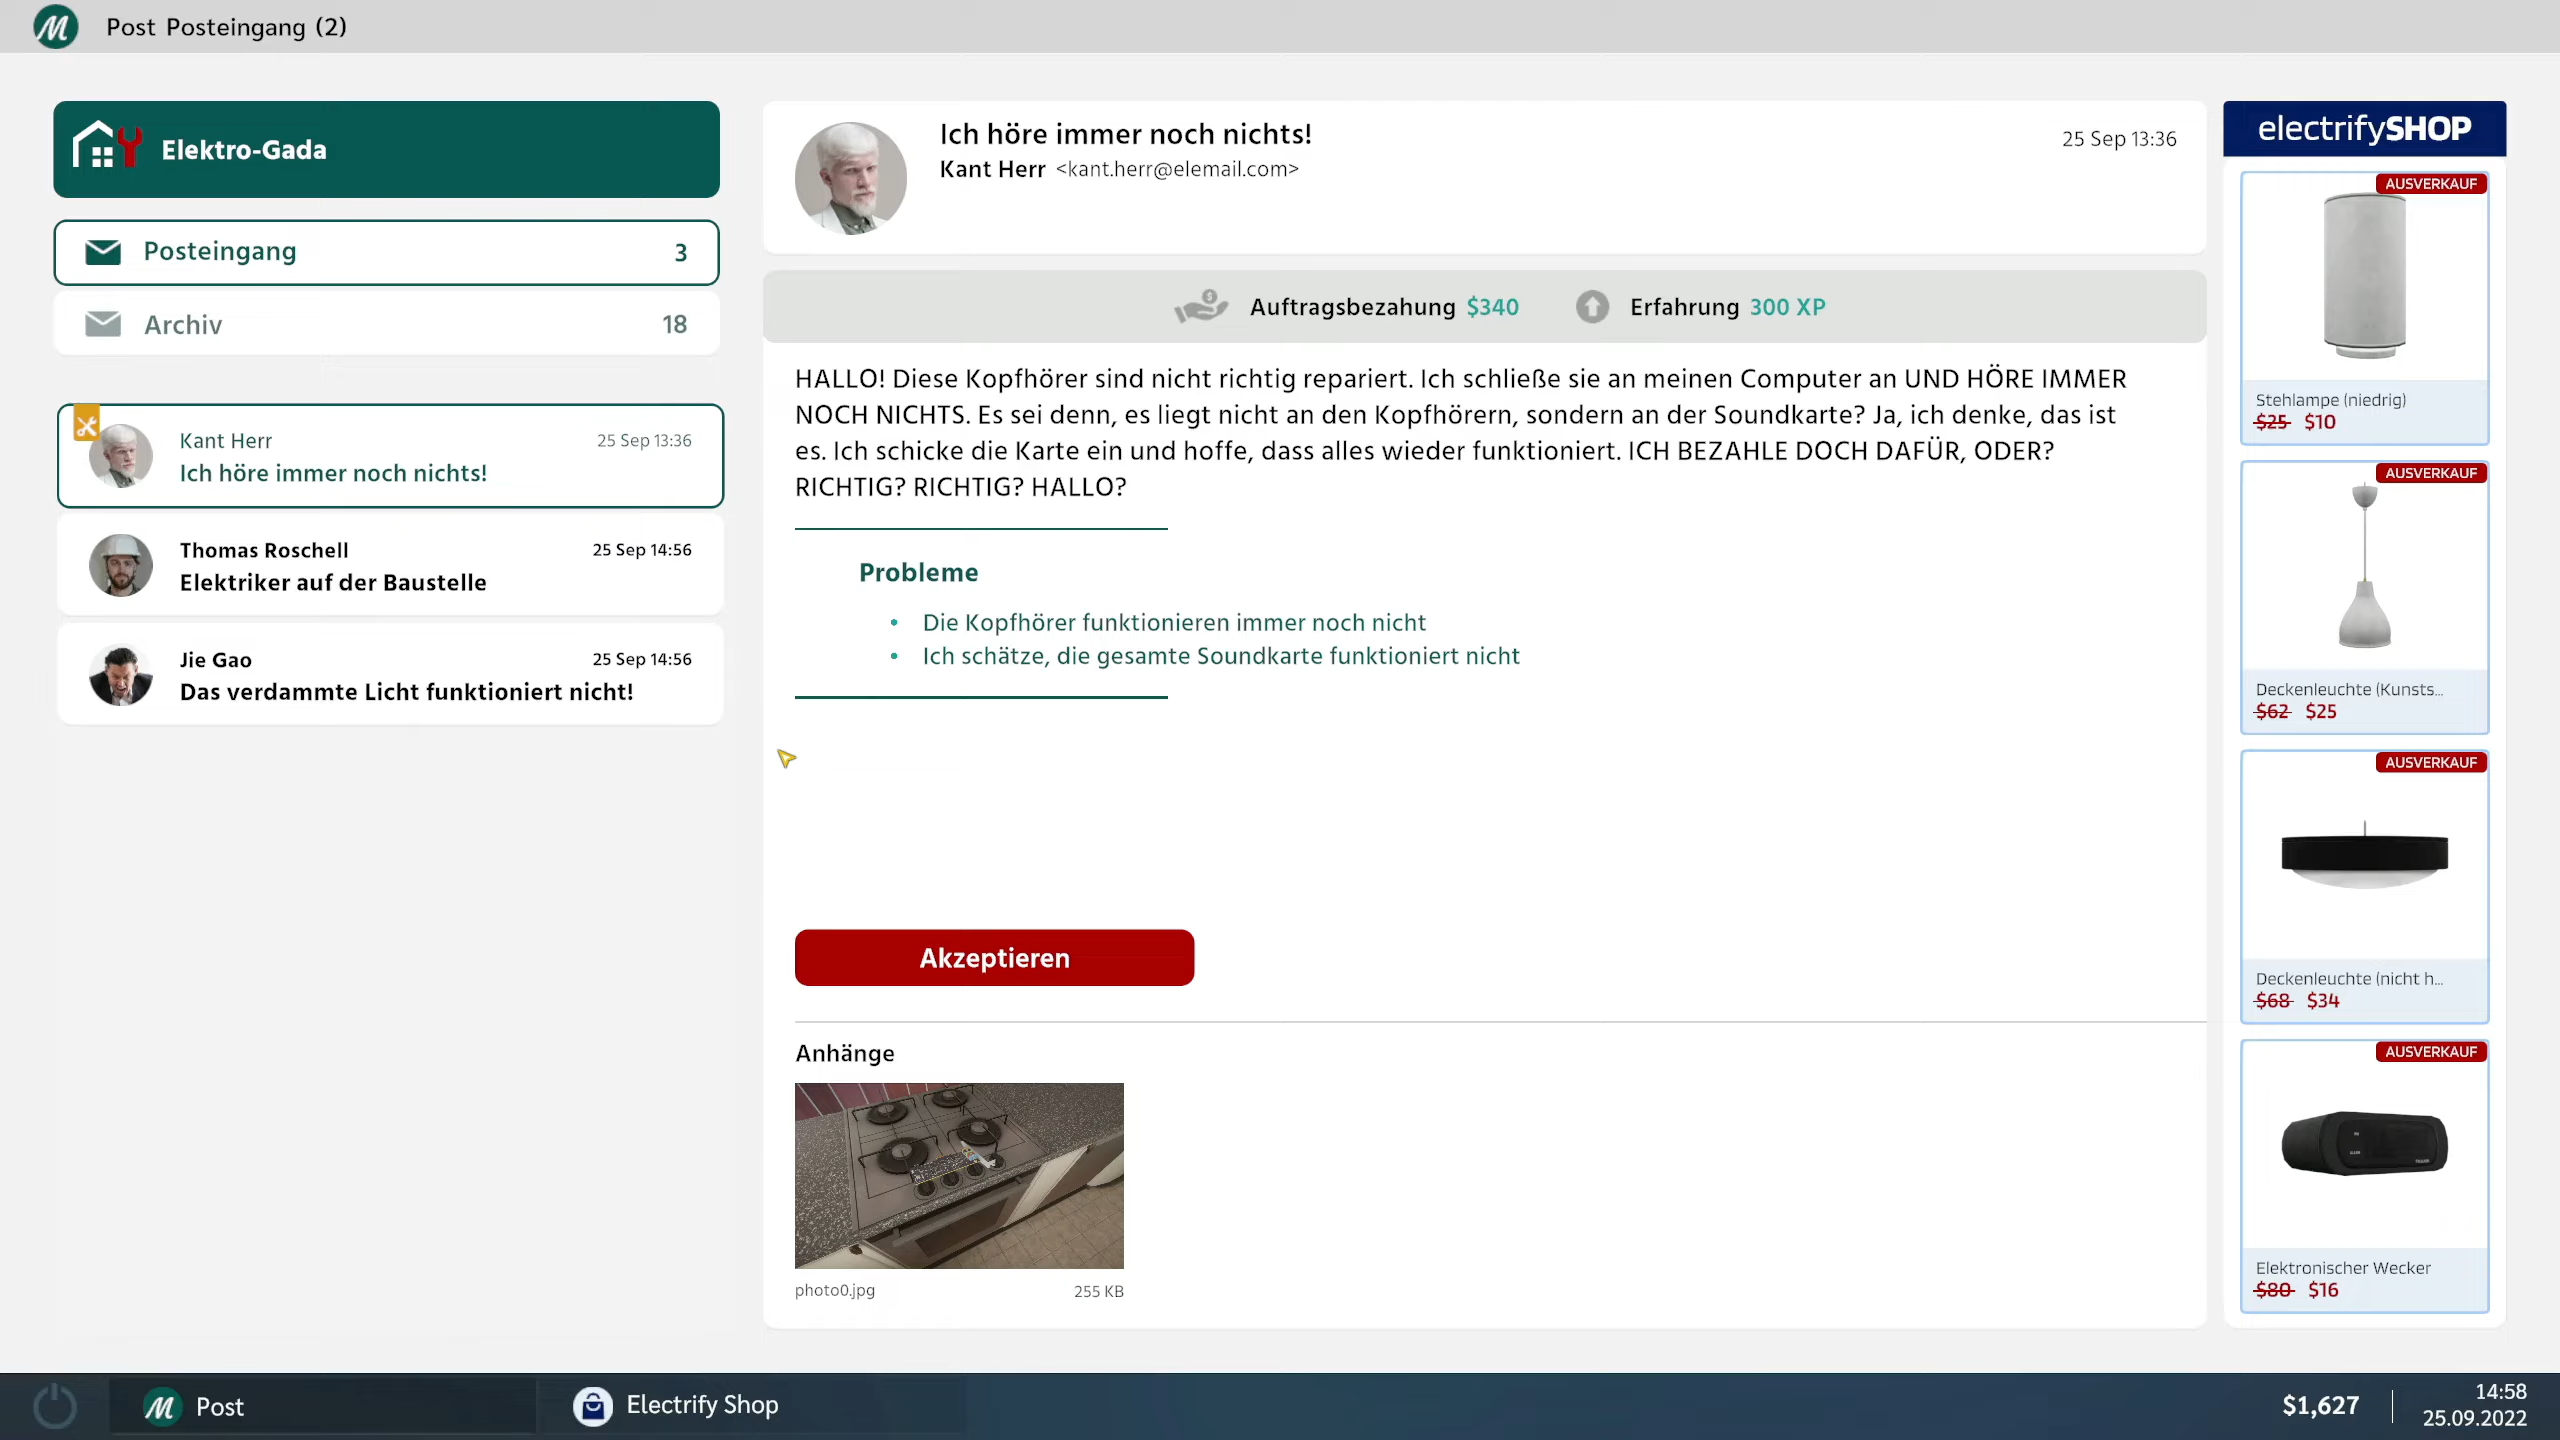 Post Posteingang (2)
Elektro-Gada
Posteingang 3
Archiv 18
Kant Herr 25 Sep 13:36
Ich höre immer noch nichts!
Thomas Roschell 25 Sep 14:56
Elektriker auf der Baustelle
Jie Gao 25 Sep 14:56
Das verdammte Licht funktioniert nicht!
Ich höre immer noch nichts! 25 Sep 13:36
Kant Herr <kant.herr@elemail.com>
Auftragsbezahung $340 Erfahrung 300 XP
HALLO! Diese Kopfhörer sind nicht richtig repariert. Ich schließe sie an meinen Computer an UND HÖRE IMMER
NOCH NICHTS. Es sei denn, es liegt nicht an den Kopfhörern, sondern an der Soundkarte? Ja, ich denke, das ist
es. Ich schicke die Karte ein und hoffe, dass alles wieder funktioniert. ICH BEZAHLE DOCH DAFÜR, ODER?
RICHTIG? RICHTIG? HALLO?
Probleme
• Die Kopfhörer funktionieren immer noch nicht
• Ich schätze, die gesamte Soundkarte funktioniert nicht
Akzeptieren
Anhänge
photo0.jpg 255 KB
electrifySHOP
AUSVERKAUF
Stehlampe (niedrig)
$25 $10
AUSVERKAUF
Deckenleuchte (Kunsts...
$62 $25
AUSVERKAUF
Deckenleuchte (nicht h...
$68 $34
AUSVERKAUF
Elektronischer Wecker
$80 $16
Post
Electrify Shop
$1,627
14:58
25.09.2022